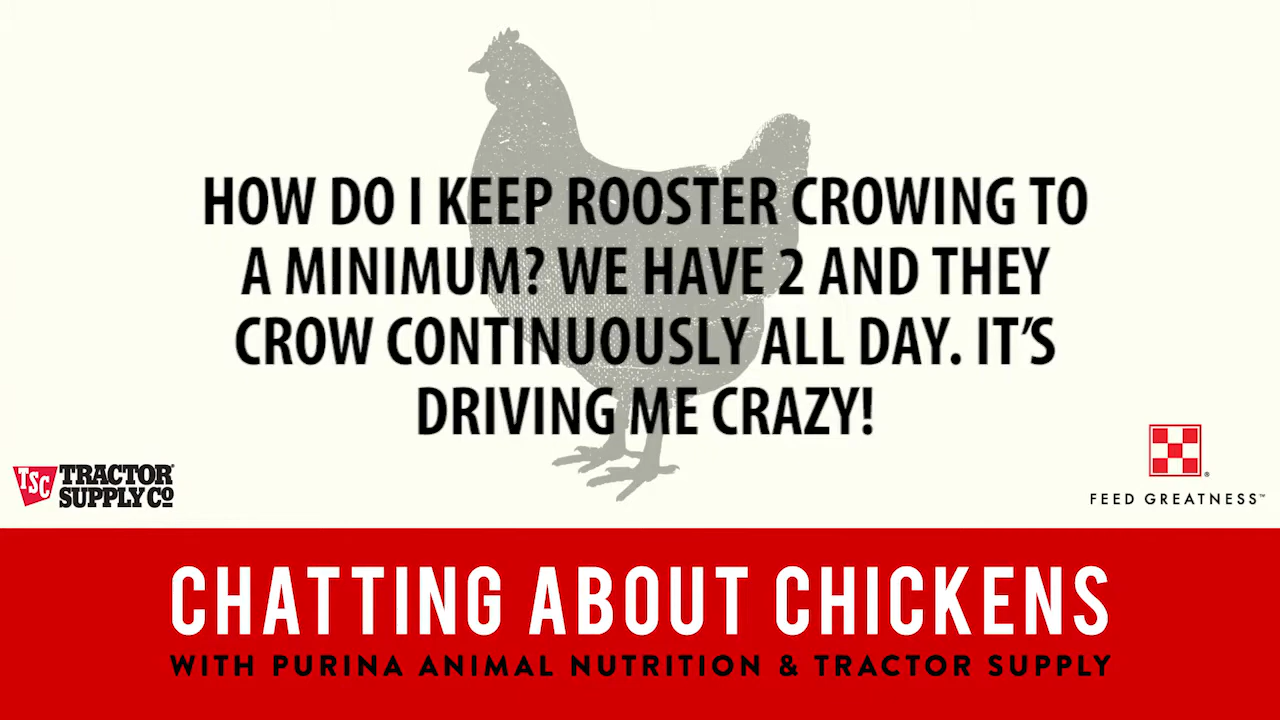 HOW DO I KEEP ROOSTER CROWING TO
A MINIMUM? WE HAVE 2 AND THEY
CROW CONTINUOUSLY ALL DAY. IT'S
DRIVING ME CRAZY!
TSC TRACTOR
SUPPLY CO
FEED GREATNESS™
CHATTING ABOUT CHICKENS
WITH PURINA ANIMAL NUTRITION & TRACTOR SUPPLY